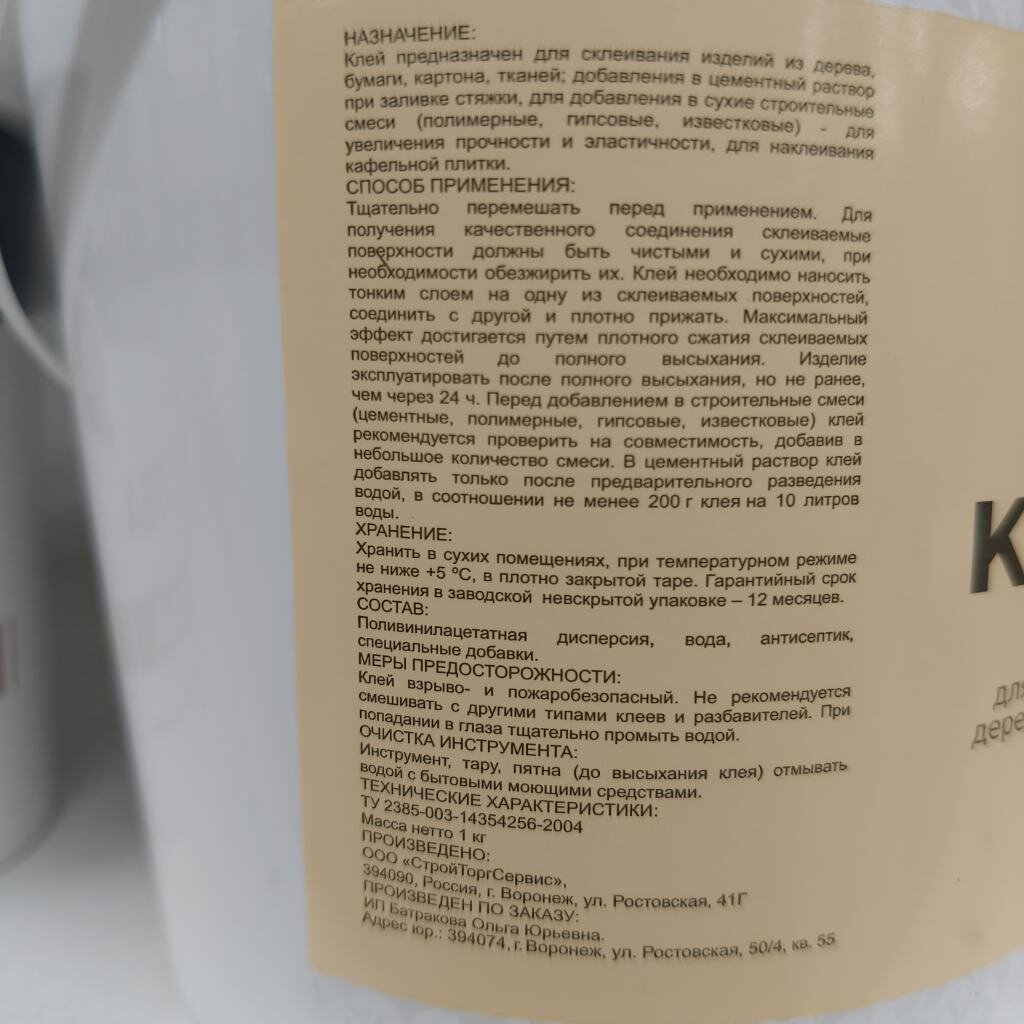 НАЗНАЧЕНИЕ:
Клей предназначен для склеивания изделий из дерева,
бумаги, картона, тканей; добавления в цементный раствор
при заливке стяжки, для добавления в сухие строительные
смеси (полимерные, гипсовые, известковые) - для
увеличения прочности и эластичности, для наклеивания
кафельной плитки.
СПОСОБ ПРИМЕНЕНИЯ:
Тщательно перемешать перед применением. Для
получения качественного соединения склеиваемые
поверхности должны быть чистыми и сухими, при
необходимости обезжирить их. Клей необходимо наносить
тонким слоем на одну из склеиваемых поверхностей,
соединить с другой и плотно прижать. Максимальный
эффект достигается путем плотного сжатия склеиваемых
поверхностей до полного высыхания. Изделие
эксплуатировать после полного высыхания, но не ранее,
чем через 24 ч. Перед добавлением в строительные смеси
(цементные, полимерные, гипсовые, известковые) клей
рекомендуется проверить на совместимость, добавив в
небольшое количество смеси. В цементный раствор клей
добавлять только после предварительного разведения
водой, в соотношении не менее 200 г клея на 10 литров
воды.
ХРАНЕНИЕ:
Хранить в сухих помещениях, при температурном режиме
не ниже +5 ºС, в плотно закрытой таре. Гарантийный срок
хранения в заводской невскрытой упаковке – 12 месяцев.
СОСТАВ:
Поливинилацетатная дисперсия, вода, антисептик,
специальные добавки.
МЕРЫ ПРЕДОСТОРОЖНОСТИ:
Клей взрыво- и пожаробезопасный. Не рекомендуется
смешивать с другими типами клеев и разбавителей. При
попадании в глаза тщательно промыть водой.
ОЧИСТКА ИНСТРУМЕНТА:
Инструмент, тару, пятна (до высыхания клея) отмывать
водой с бытовыми моющими средствами.
ТЕХНИЧЕСКИЕ ХАРАКТЕРИСТИКИ:
ТУ 2385-003-14354256-2004
Масса нетто 1 кг
ПРОИЗВЕДЕНО:
ООО «СтройТоргСервис»,
394090, Россия, г. Воронеж, ул. Ростовская, 41Г
ПРОИЗВЕДЕН ПО ЗАКАЗУ:
ИП Батракова Ольга Юрьевна.
Адрес юр.: 394074, г. Воронеж, ул. Ростовская, 50/4, кв. 55
К
для
дере